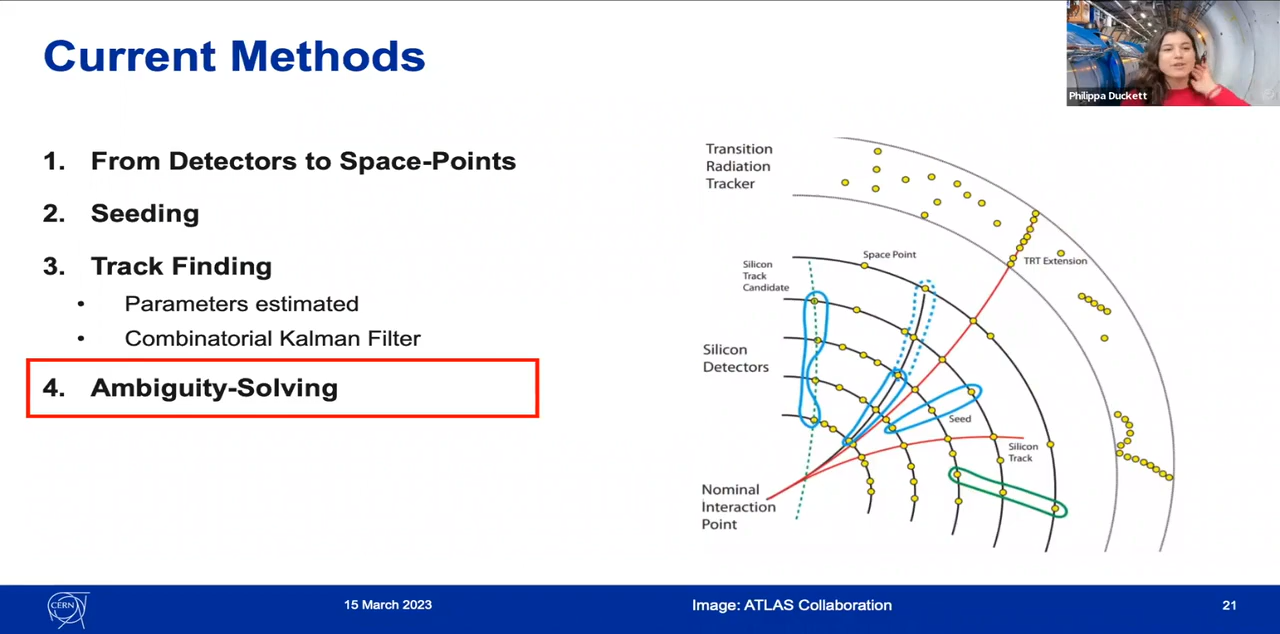 Current Methods
Philippa Duckett
1. From Detectors to Space-Points
2. Seeding
3. Track Finding
• Parameters estimated
• Combinatorial Kalman Filter
4. Ambiguity-Solving
Transition
Radiation
Tracker
Space Point
TRT Extension
Silicon
Track
Candidate
Silicon
Detectors
Seed
Silicon
Track
Nominal
Interaction
Point
CERN
15 March 2023
Image: ATLAS Collaboration
21